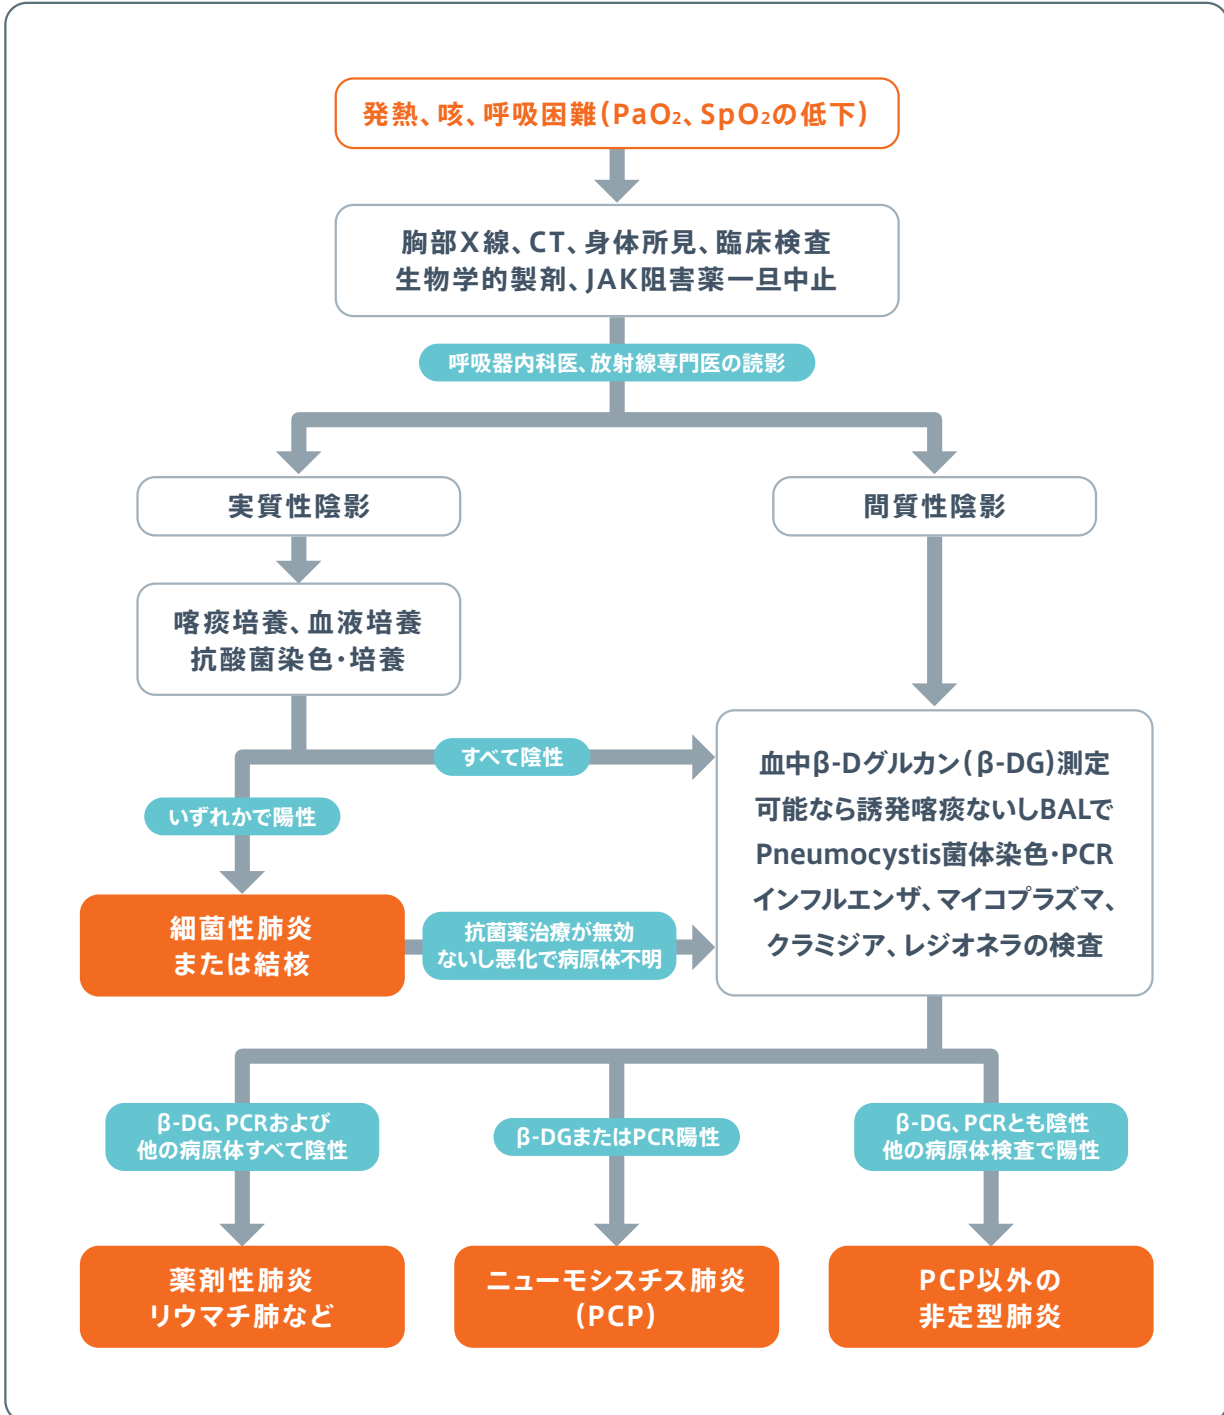 発熱、咳、呼吸困難(PaO₂、SpO₂の低下)
胸部X線、CT、身体所見、臨床検査
生物学的製剤、JAK阻害薬一旦中止
呼吸器内科医、放射線専門医の読影
実質性陰影
間質性陰影
喀痰培養、血液培養
抗酸菌染色・培養
すべて陰性
いずれかで陽性
血中β-Dグルカン(β-DG)測定
可能なら誘発喀痰ないしBALで
Pneumocystis菌体染色・PCR
インフルエンザ、マイコプラズマ、
クラミジア、レジオネラの検査
細菌性肺炎
または結核
抗菌薬治療が無効
ないし悪化で病原体不明
β-DG、PCRおよび
他の病原体すべて陰性
β-DGまたはPCR陽性
β-DG、PCRとも陰性
他の病原体検査で陽性
薬剤性肺炎
リウマチ肺など
ニューモシスチス肺炎
(PCP)
PCP以外の
非定型肺炎